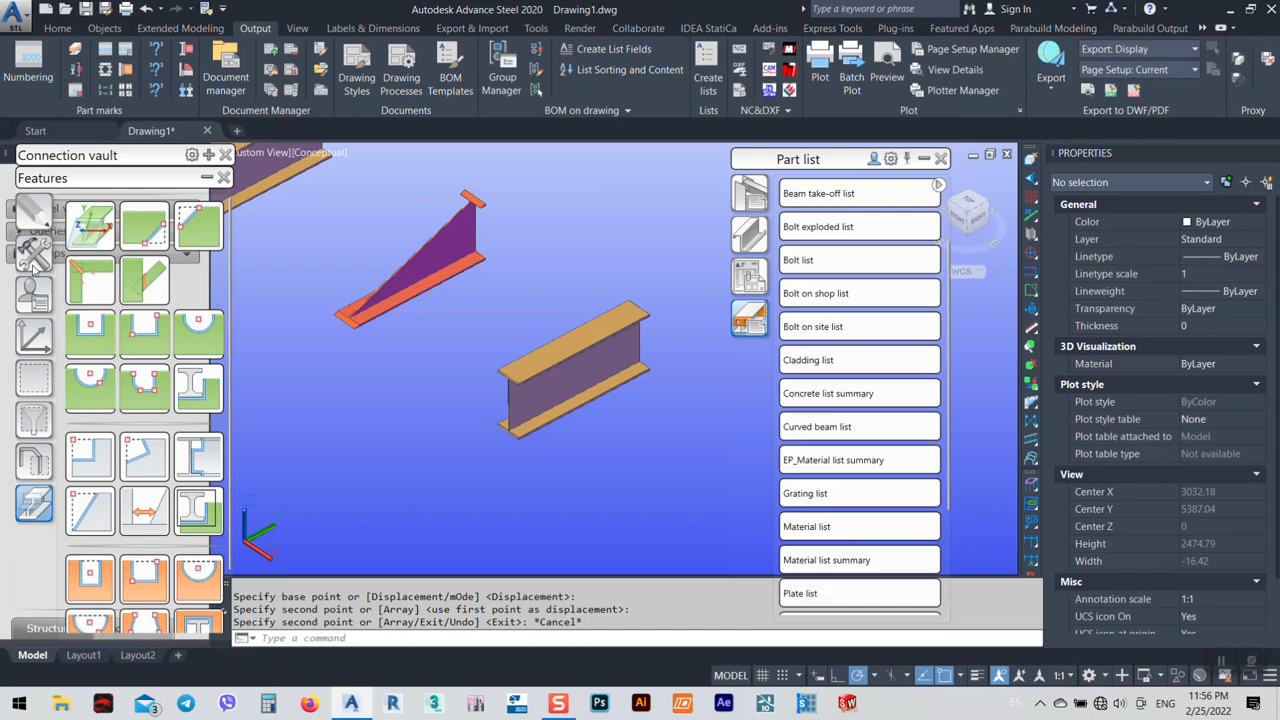 Autodesk Advance Steel 2020   Drawing1.dwg
Type a keyword or phrase
Sign In
STL
Home
Objects
Extended Modeling
Output
View
Labels & Dimensions
Export & Import
Tools
Render
Collaborate
IDEA StatiCa
Express Tools
Plug-ins
Featured Apps
Parabuild Modeling
Parabuild Output
1000
Numbering
Document
manager
Drawing
Styles
Drawing
Processes
BOM
Templates
Group
Manager
Create List Fields
List Sorting and Content
Create
lists
NC
DXF
CAM
Plot
Batch
Plot
Preview
Page Setup Manager
View Details
Plotter Manager
Export
Export: Display
Page Setup: Current
Part marks
Document Manager
Documents
BOM on drawing
Lists
NC&DXF
Plot
Export to DWF/PDF
Proxy
Start
Drawing1*
Connection vault
Features
ustom View][Conceptual]
Part list
Beam take-off list
Bolt exploded list
Bolt list
Bolt on shop list
Bolt on site list
Cladding list
Concrete list summary
Curved beam list
EP_Material list summary
Grating list
Material list
Material list summary
Plate list
WCS
PROPERTIES
No selection
General
Color ByLayer
Layer Standard
Linetype ByLayer
Linetype scale 1
Lineweight ByLayer
Transparency ByLayer
Thickness 0
3D Visualization
Material ByLayer
Plot style
Plot style ByColor
Plot style table None
Plot table attached to Model
Plot table type Not available
View
Center X 3032.18
Center Y 5387.04
Center Z 0
Height 2474.79
Width -16.42
Misc
Annotation scale 1:1
UCS icon On Yes
UCS icon at origin Yes
Specify base point or [Displacement/mOde] <Displacement>:
Specify second point or [Array] <use first point as displacement>:
Specify second point or [Array/Exit/Undo] <Exit>: *Cancel*
Type a command
Model
Layout1
Layout2
MODEL
1:1
ENG
11:56 PM
2/25/2022